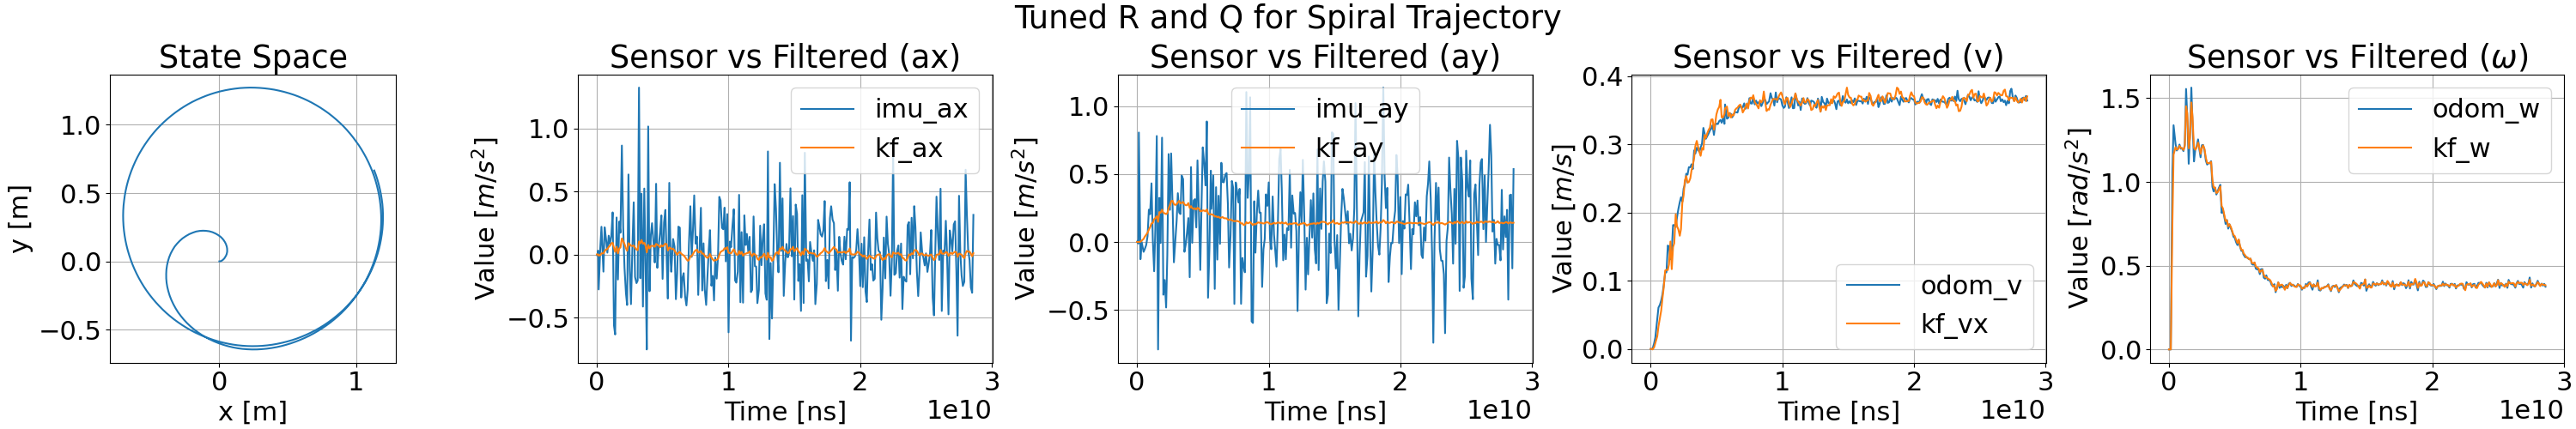 Tuned R and Q for Spiral Trajectory
State Space
y [m]
1.0
0.5
0.0
−0.5
0 1
x [m]
Sensor vs Filtered (ax)
Value [m/s²]
1.0
0.5
0.0
−0.5
imu_ax
kf_ax
0 1 2 3
Time [ns]
1e10
Sensor vs Filtered (ay)
Value [m/s²]
1.0
0.5
0.0
−0.5
imu_ay
kf_ay
0 1 2 3
Time [ns]
1e10
Sensor vs Filtered (v)
Value [m/s]
0.4
0.3
0.2
0.1
0.0
odom_v
kf_vx
0 1 2 3
Time [ns]
1e10
Sensor vs Filtered (ω)
Value [rad/s²]
1.5
1.0
0.5
0.0
odom_w
kf_w
0 1 2 3
Time [ns]
1e10